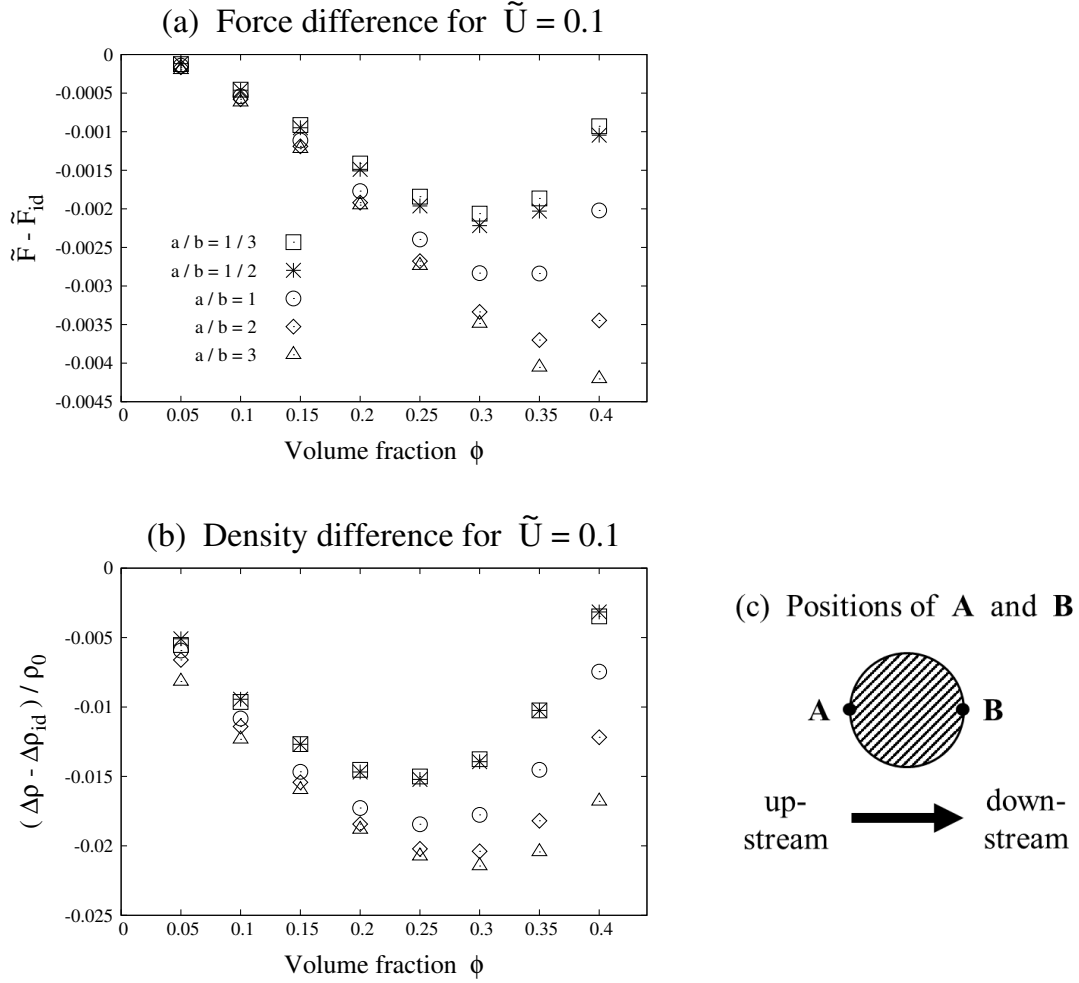 (a) Force difference for Ũ = 0.1
0
-0.0005
-0.001
-0.0015
-0.002
-0.0025
-0.003
-0.0035
-0.004
-0.0045
F̃ - F̃id
a / b = 1 / 3
a / b = 1 / 2
a / b = 1
a / b = 2
a / b = 3
0 0.05 0.1 0.15 0.2 0.25 0.3 0.35 0.4
Volume fraction ϕ
(b) Density difference for Ũ = 0.1
0
-0.005
-0.01
-0.015
-0.02
-0.025
( Δρ - Δρid ) / ρ0
0 0.05 0.1 0.15 0.2 0.25 0.3 0.35 0.4
Volume fraction ϕ
(c) Positions of A and B
A B
up-
stream
down-
stream